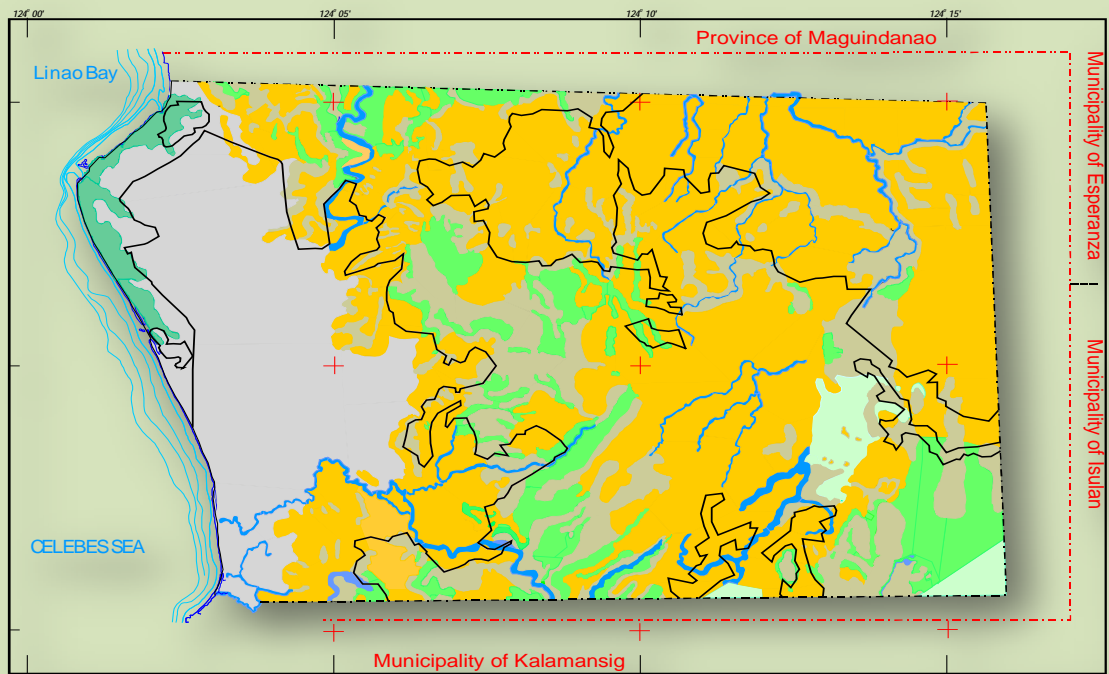 124° 00' 124° 05' 124° 10' 124° 15'
Province of Maguindanao
Linao Bay
Municipality of Esperanza
Municipality of Isulan
CELEBES SEA
Municipality of Kalamansig